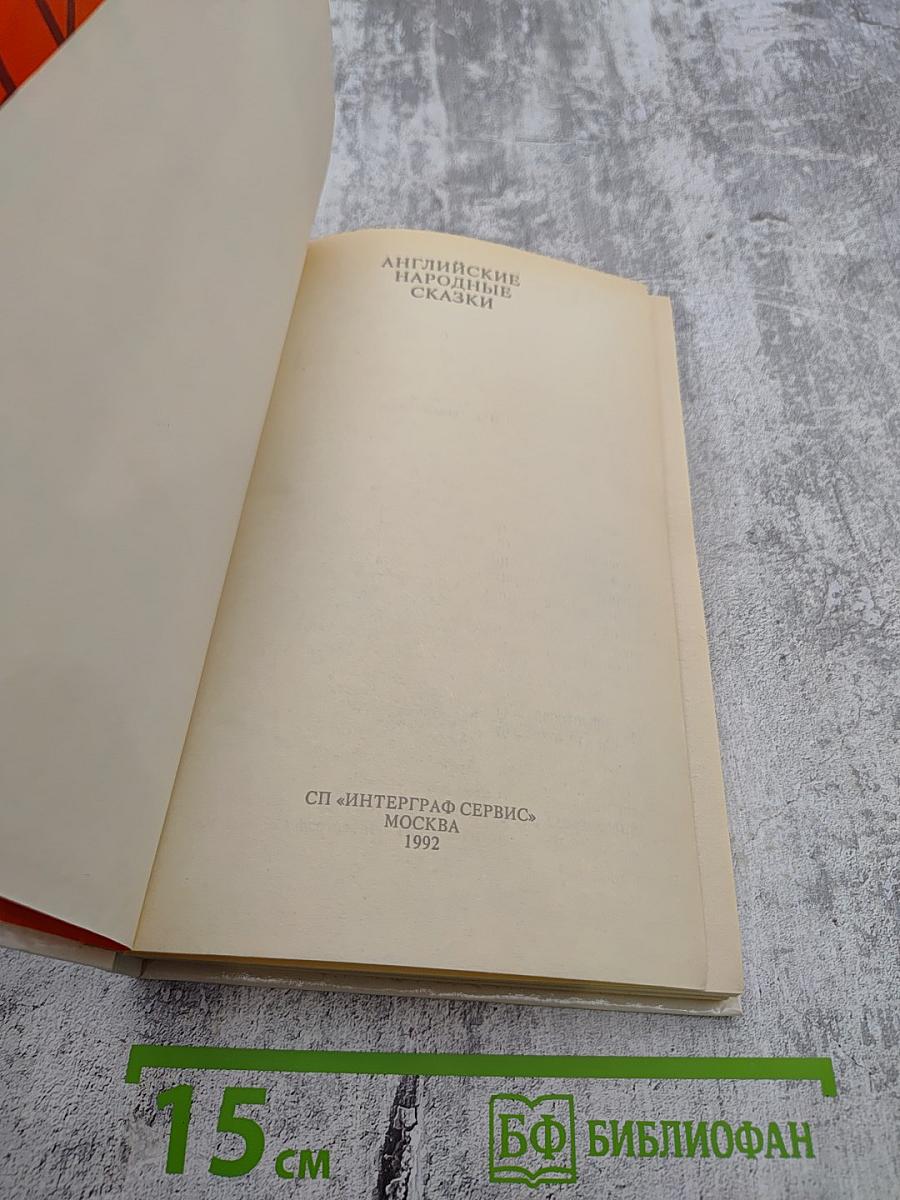 АНГЛИЙСКИЕ
НАРОДНЫЕ
СКАЗКИ
СП «ИНТЕРГРАФ СЕРВИС»
МОСКВА
1992
15 см
БФ БИБЛИОФАН